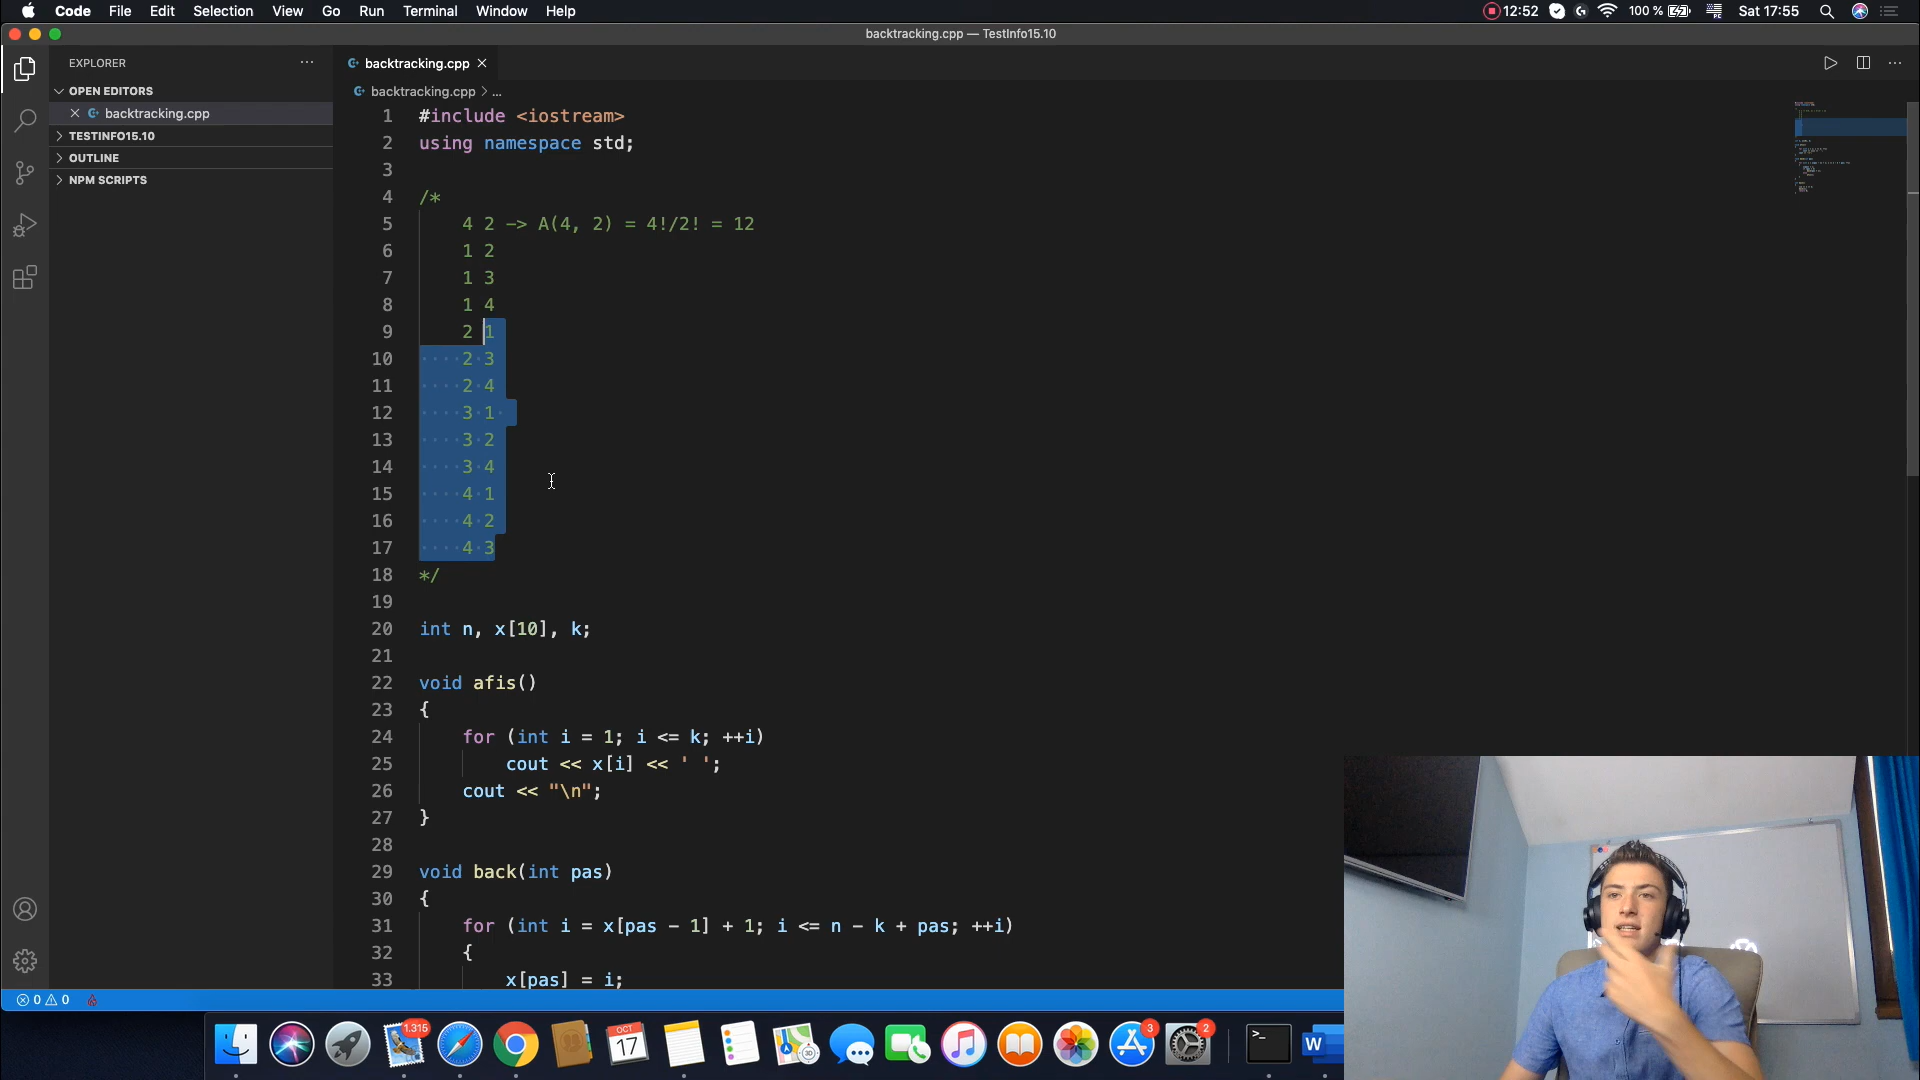 Code File Edit Selection View Go Run Terminal Window Help
12:52 100 % Sat 17:55
backtracking.cpp — TestInfo15.10
EXPLORER
OPEN EDITORS
backtracking.cpp
TESTINFO15.10
OUTLINE
NPM SCRIPTS
backtracking.cpp
backtracking.cpp > ...
1 #include <iostream>
2 using namespace std;
3
4 /*
5 4 2 -> A(4, 2) = 4!/2! = 12
6 1 2
7 1 3
8 1 4
9 2 1
10 2 3
11 2 4
12 3 1
13 3 2
14 3 4
15 4 1
16 4 2
17 4 3
18 */
19
20 int n, x[10], k;
21
22 void afis()
23 {
24 for (int i = 1; i <= k; ++i)
25 cout << x[i] << ' ';
26 cout << "\n";
27 }
28
29 void back(int pas)
30 {
31 for (int i = x[pas - 1] + 1; i <= n - k + pas; ++i)
32 {
33 x[pas] = i;
0 0
1.315
OCT
17
3D
3
2
>_
W